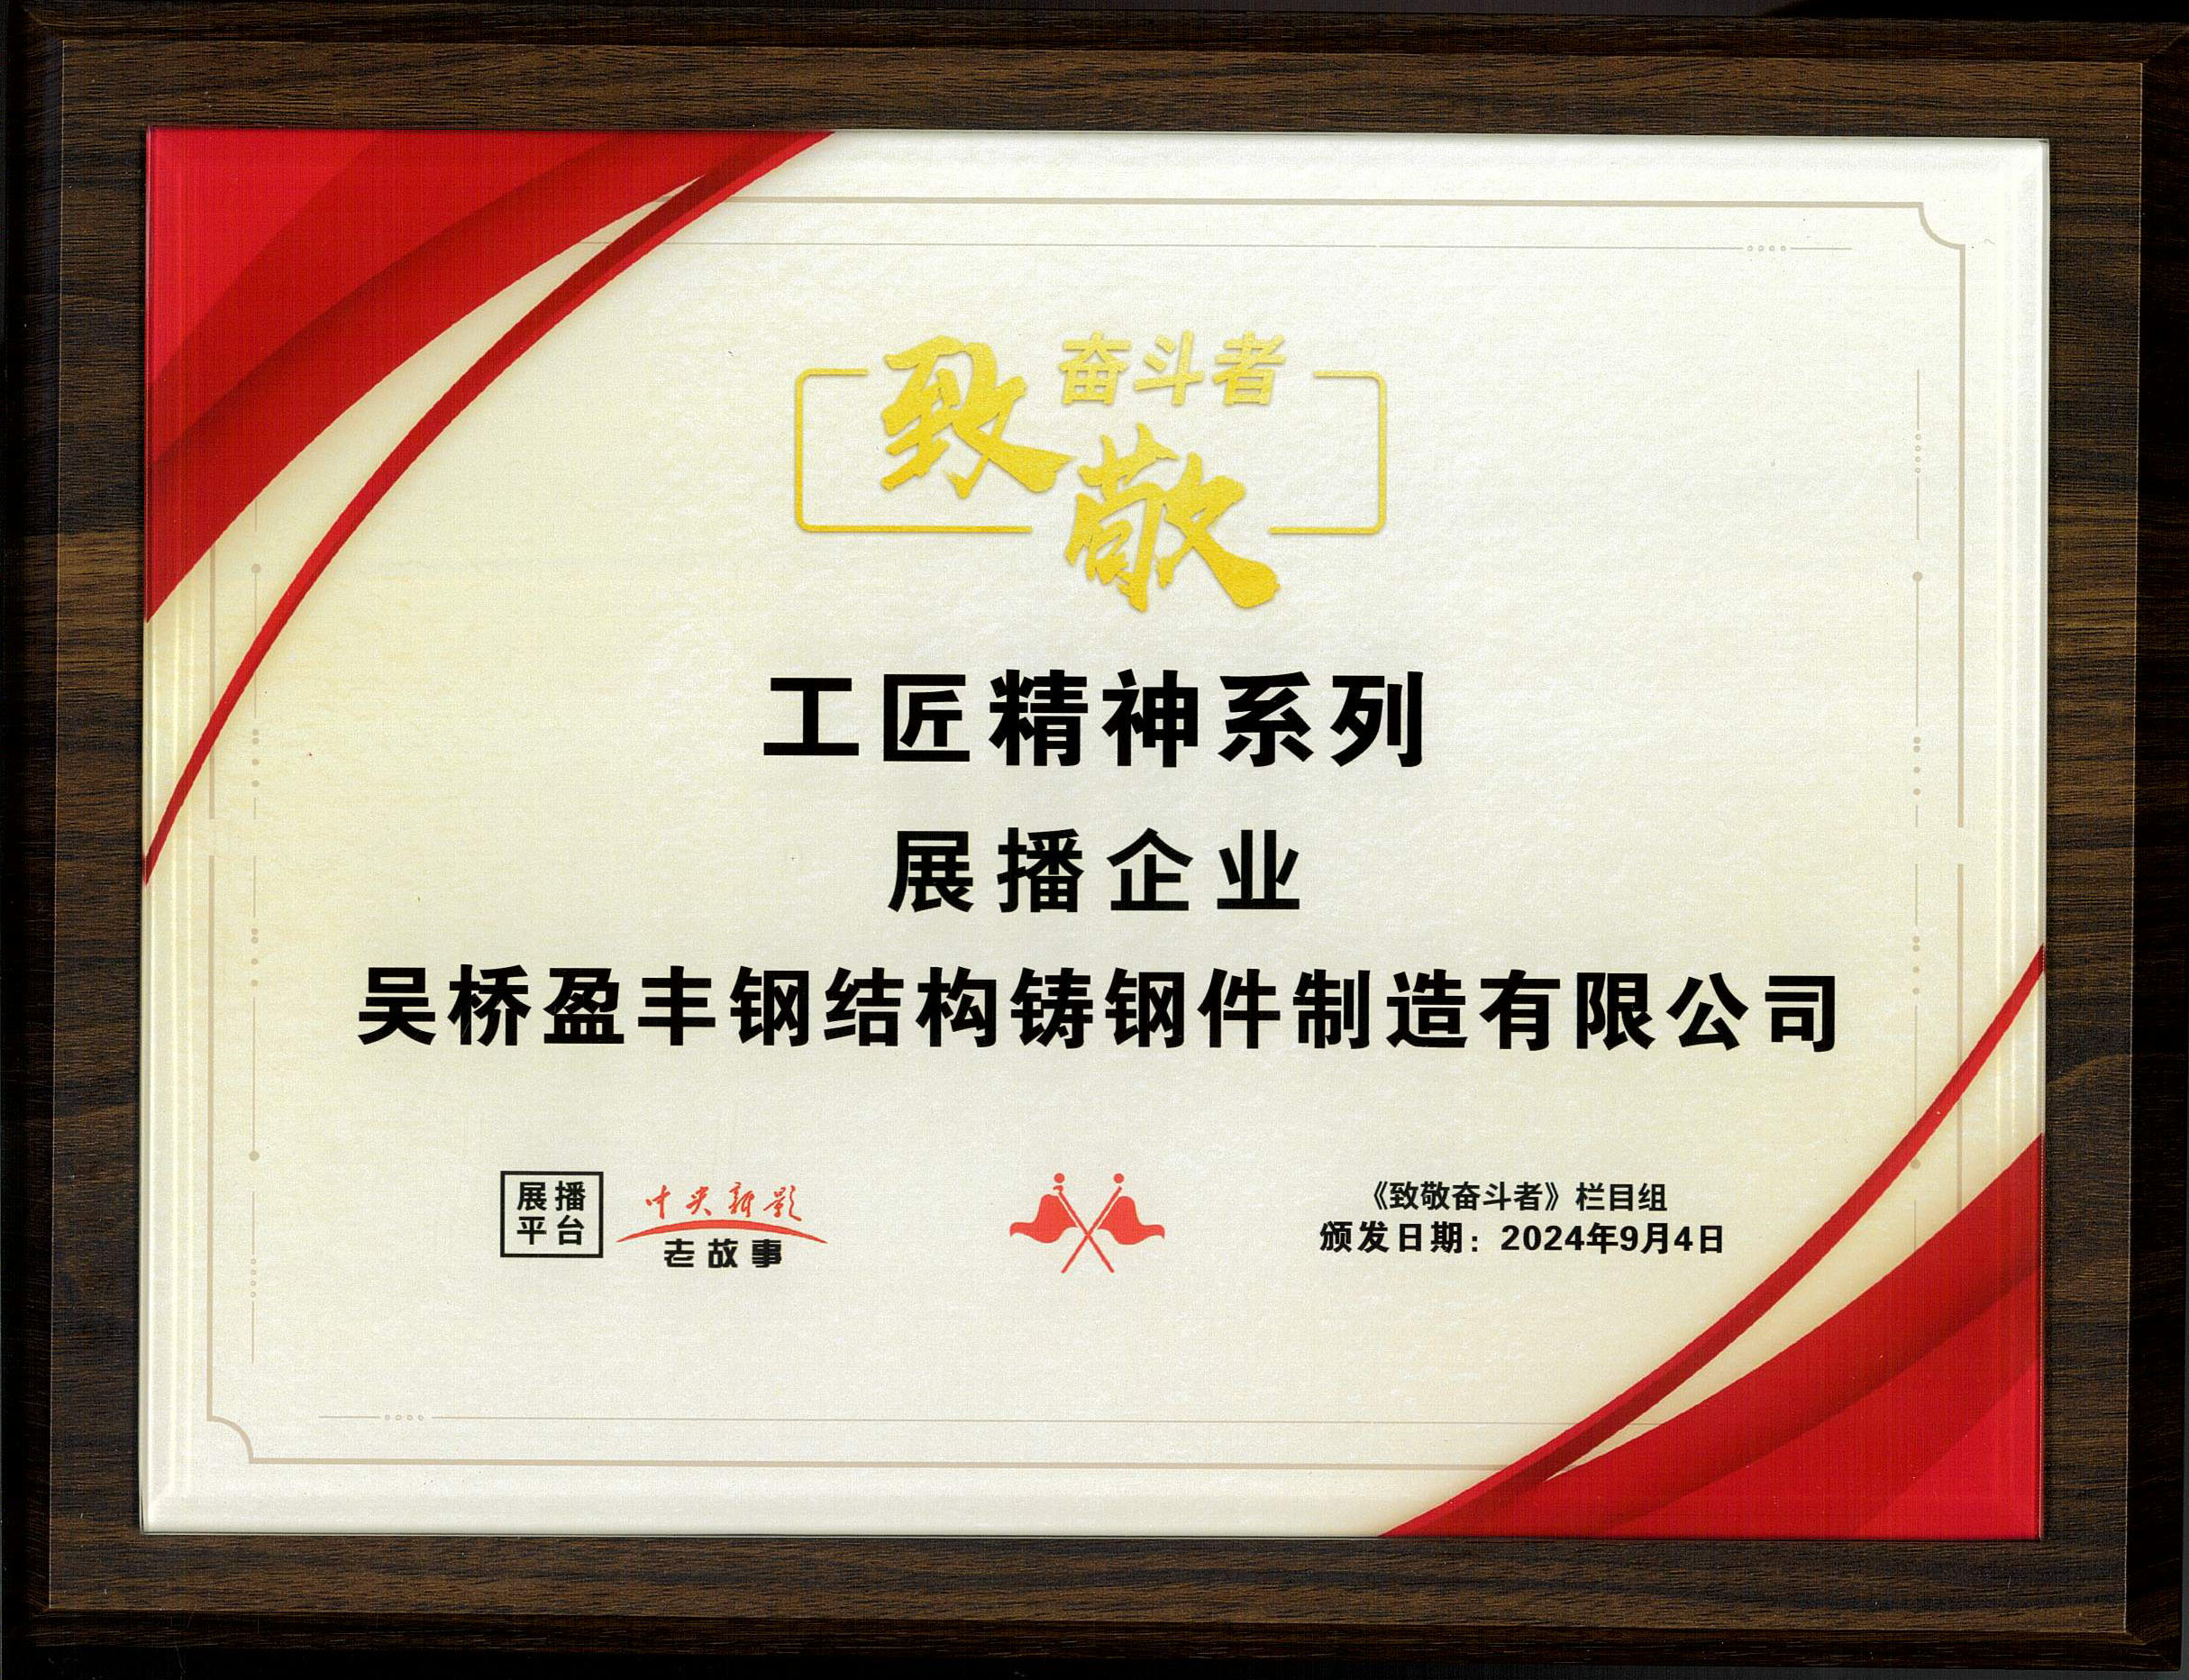 致敬
奋斗者
工匠精神系列
展播企业
吴桥盈丰钢结构铸钢件制造有限公司
展播
平台
中央新影
老故事
《致敬奋斗者》栏目组
颁发日期：2024年9月4日